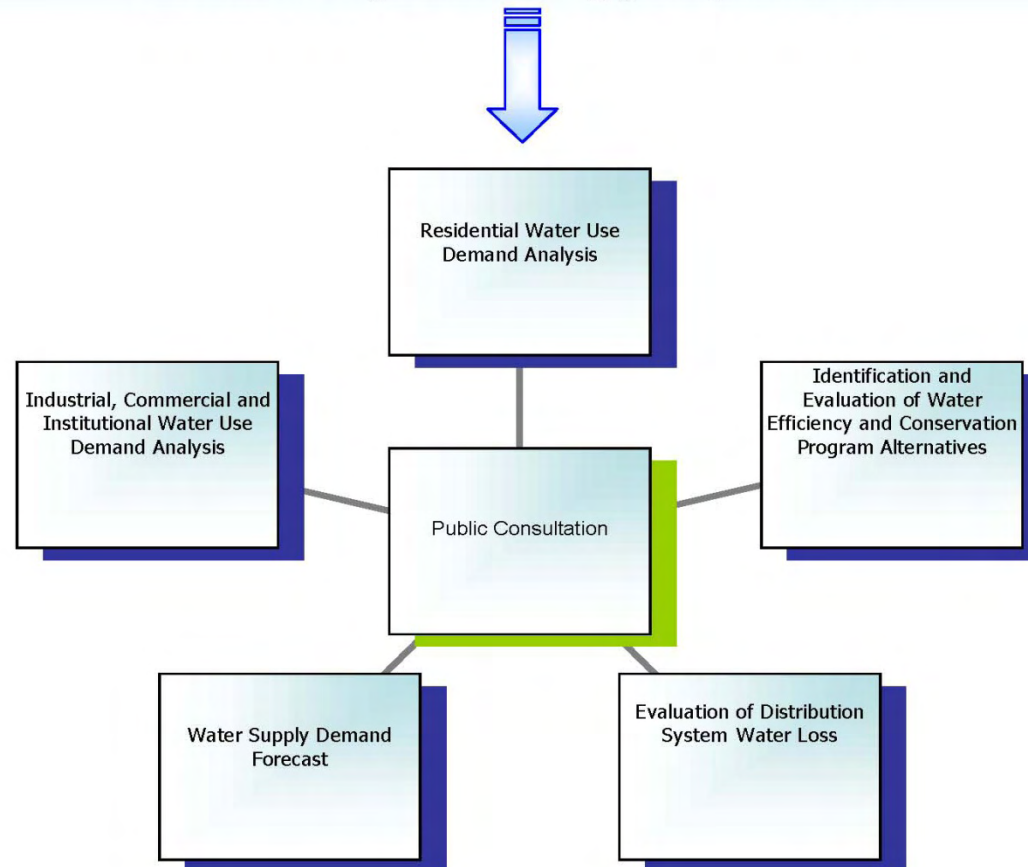 Residential Water Use
Demand Analysis
Industrial, Commercial and
Institutional Water Use
Demand Analysis
Identification and
Evaluation of Water
Efficiency and Conservation
Program Alternatives
Public Consultation
Water Supply Demand
Forecast
Evaluation of Distribution
System Water Loss